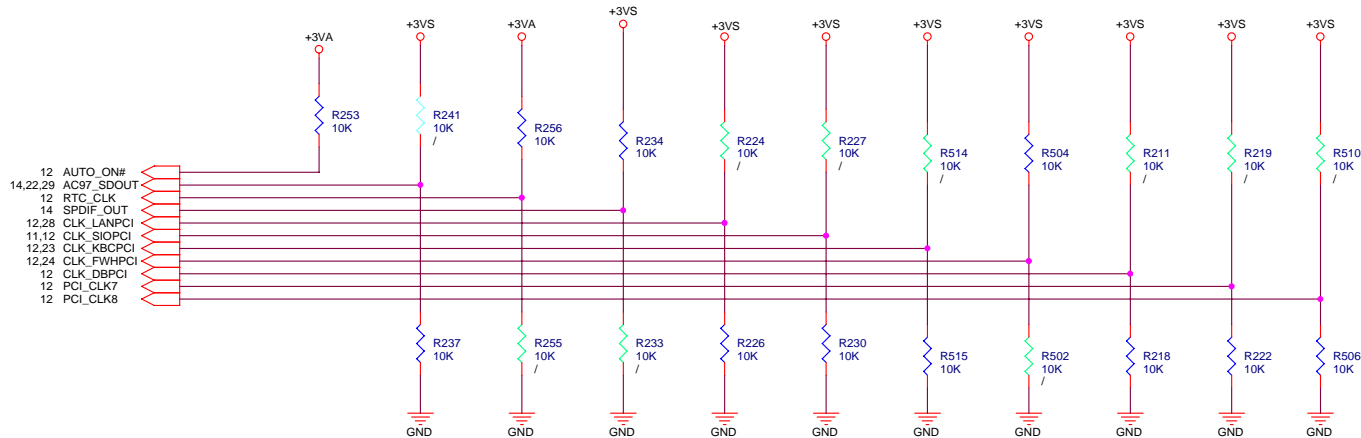 +3VA
+3VS
+3VA
+3VS
+3VS
+3VS
+3VS
+3VS
+3VS
+3VS
+3VS
R253
10K
R241
10K
/
R256
10K
R234
10K
R224
10K
/
R227
10K
/
R514
10K
/
R504
10K
R211
10K
/
R219
10K
/
R510
10K
/
12 AUTO_ON#
14,22,29 AC97_SDOUT
12 RTC_CLK
14 SPDIF_OUT
12,28 CLK_LANPCI
11,12 CLK_SIOPCI
12,23 CLK_KBCPCI
12,24 CLK_FWHPCI
12 CLK_DBPCI
12 PCI_CLK7
12 PCI_CLK8
R237
10K
R255
10K
/
R233
10K
/
R226
10K
R230
10K
R515
10K
R502
10K
/
R218
10K
R222
10K
R506
10K
GND
GND
GND
GND
GND
GND
GND
GND
GND
GND